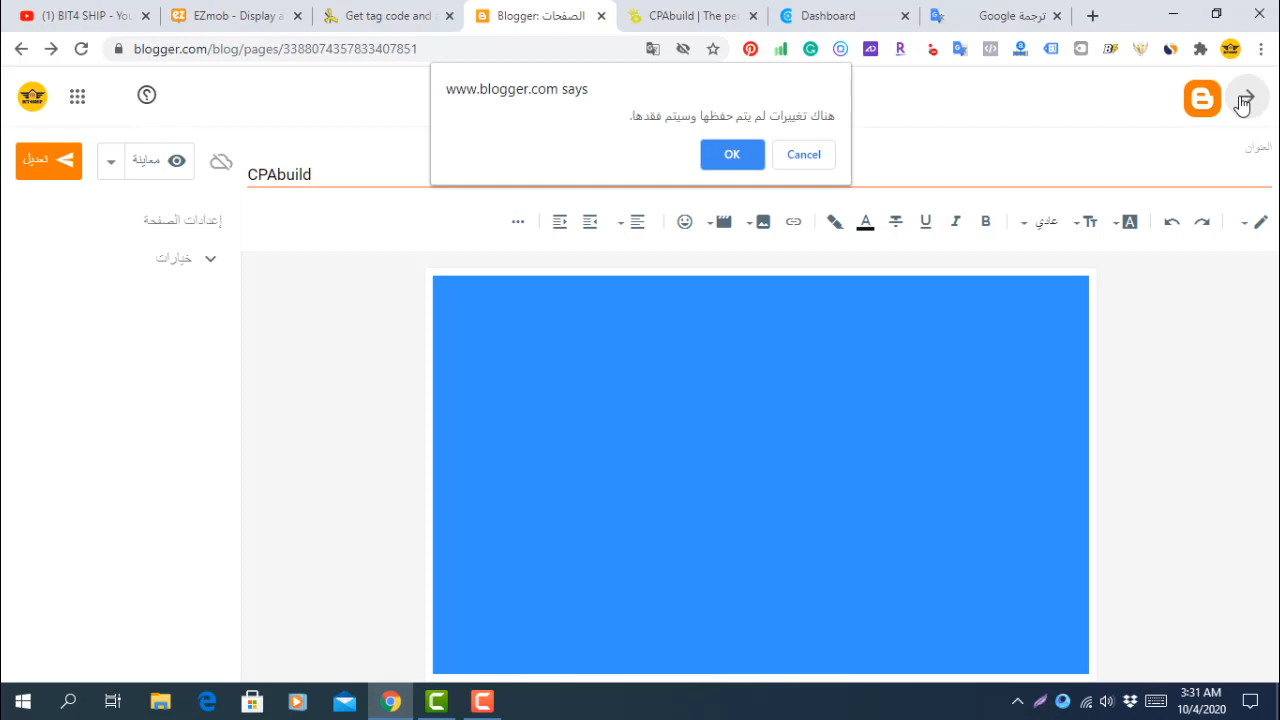 (1) BIT4 SHIP - You
EZmob - Display a
Get tag code and c
Blogger: الصفحات
CPAbuild | The r
Dashboard
ترجمة Google
blogger.com/blog/pages/3388074357833407851
www.blogger.com says
هناك تغييرات لم يتم حفظها وسيتم فقدها.
OK
Cancel
العنوان
تعديل
معاينة
CPAbuild
إعدادات الصفحة
عادي
خيارات
3:31 AM
10/4/2020